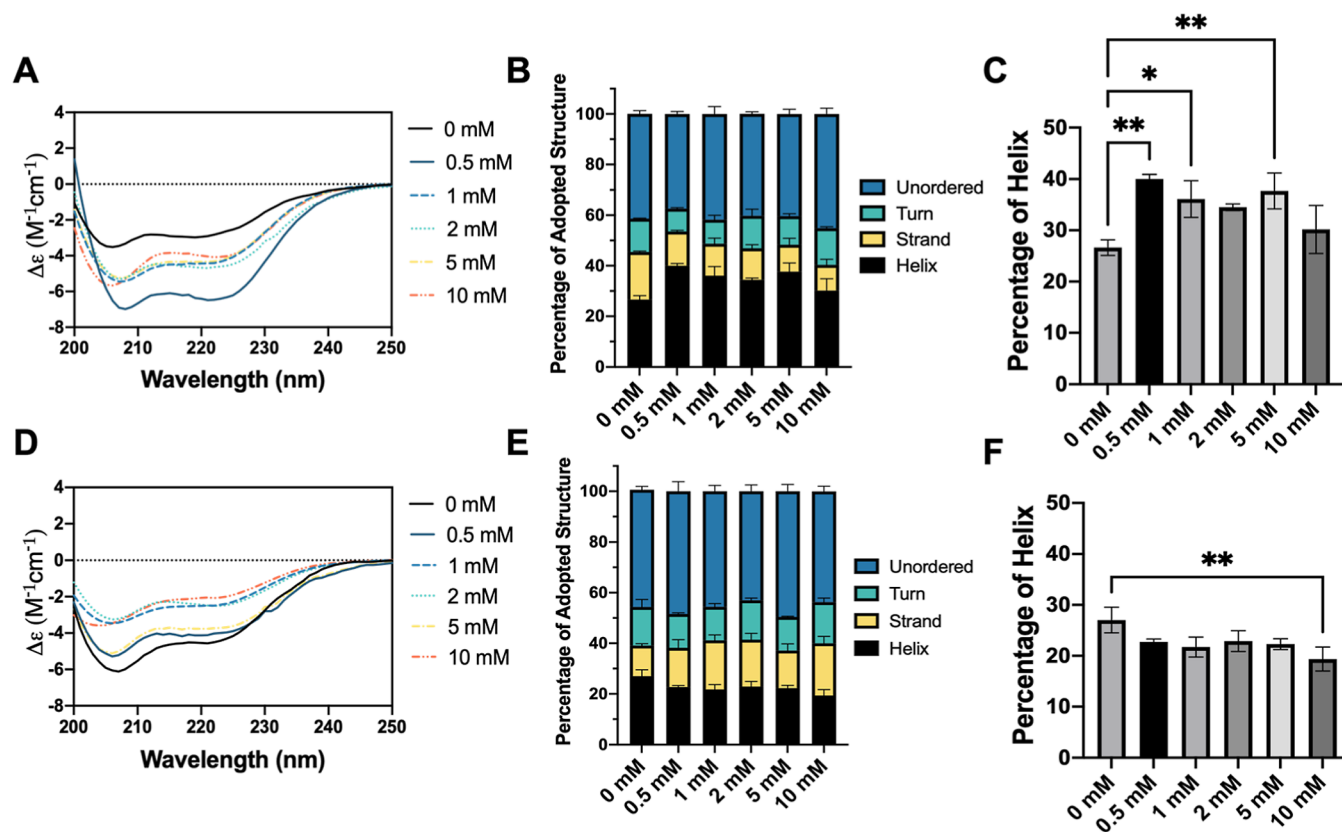 A
Δε (M⁻¹cm⁻¹)
4
2
0
-2
-4
-6
-8
200
210
220
230
240
250
Wavelength (nm)
0 mM
0.5 mM
1 mM
2 mM
5 mM
10 mM
B
Percentage of Adopted Structure
100
80
60
40
20
0
0 mM
0.5 mM
1 mM
2 mM
5 mM
10 mM
Unordered
Turn
Strand
Helix
C
Percentage of Helix
50
40
30
20
10
0
**
*
**
0 mM
0.5 mM
1 mM
2 mM
5 mM
10 mM
D
Δε (M⁻¹cm⁻¹)
4
2
0
-2
-4
-6
-8
200
210
220
230
240
250
Wavelength (nm)
0 mM
0.5 mM
1 mM
2 mM
5 mM
10 mM
E
Percentage of Adopted Structure
100
80
60
40
20
0
0 mM
0.5 mM
1 mM
2 mM
5 mM
10 mM
Unordered
Turn
Strand
Helix
F
Percentage of Helix
50
40
30
20
10
0
**
0 mM
0.5 mM
1 mM
2 mM
5 mM
10 mM